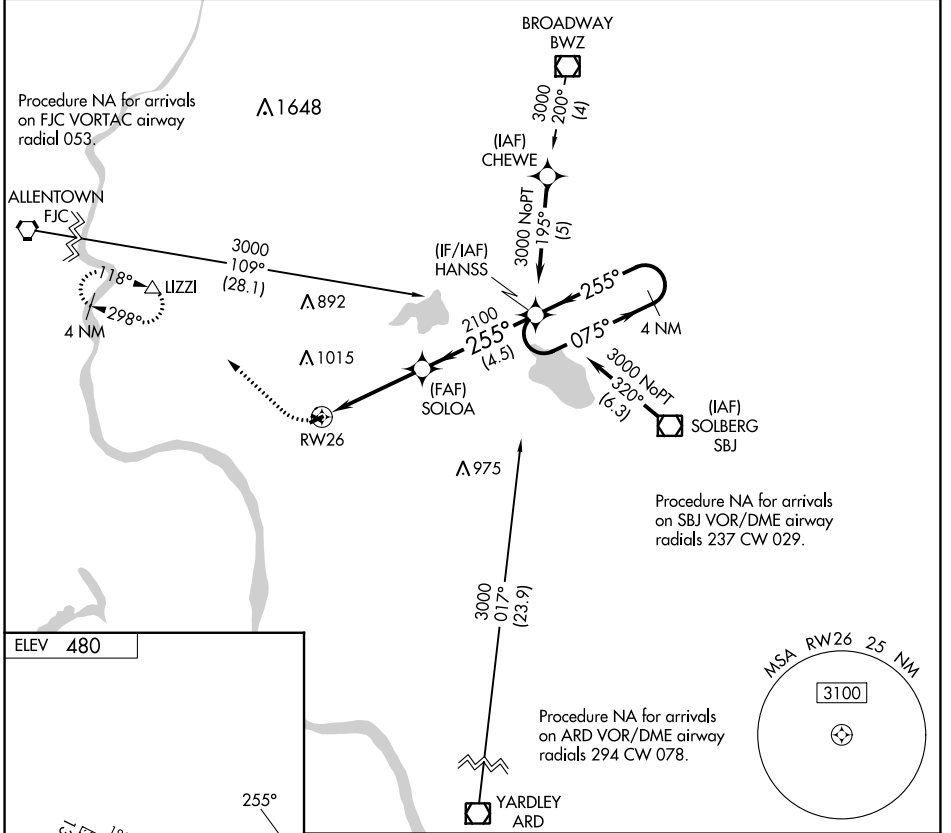 BROADWAY
BWZ
Procedure NA for arrivals
on FJC VORTAC airway
radial 053.
1648
3000
200°
(4)
(IAF)
CHEWE
ALLENTOWN
FJC
3000
109°
(28.1)
3000 NoPT
195°
(5)
(IF/IAF)
HANSS
118°
LIZZI
298°
4 NM
892
255°
075°
4 NM
2100
255°
(4.5)
1015
(FAF)
SOLOA
3000 NoPT
320°
(6.3)
(IAF)
SOLBERG
SBJ
RW26
975
Procedure NA for arrivals
on SBJ VOR/DME airway
radials 237 CW 029.
3000
017°
(23.9)
ELEV 480
MSA RW26 25 NM
3100
Procedure NA for arrivals
on ARD VOR/DME airway
radials 294 CW 078.
255°
YARDLEY
ARD